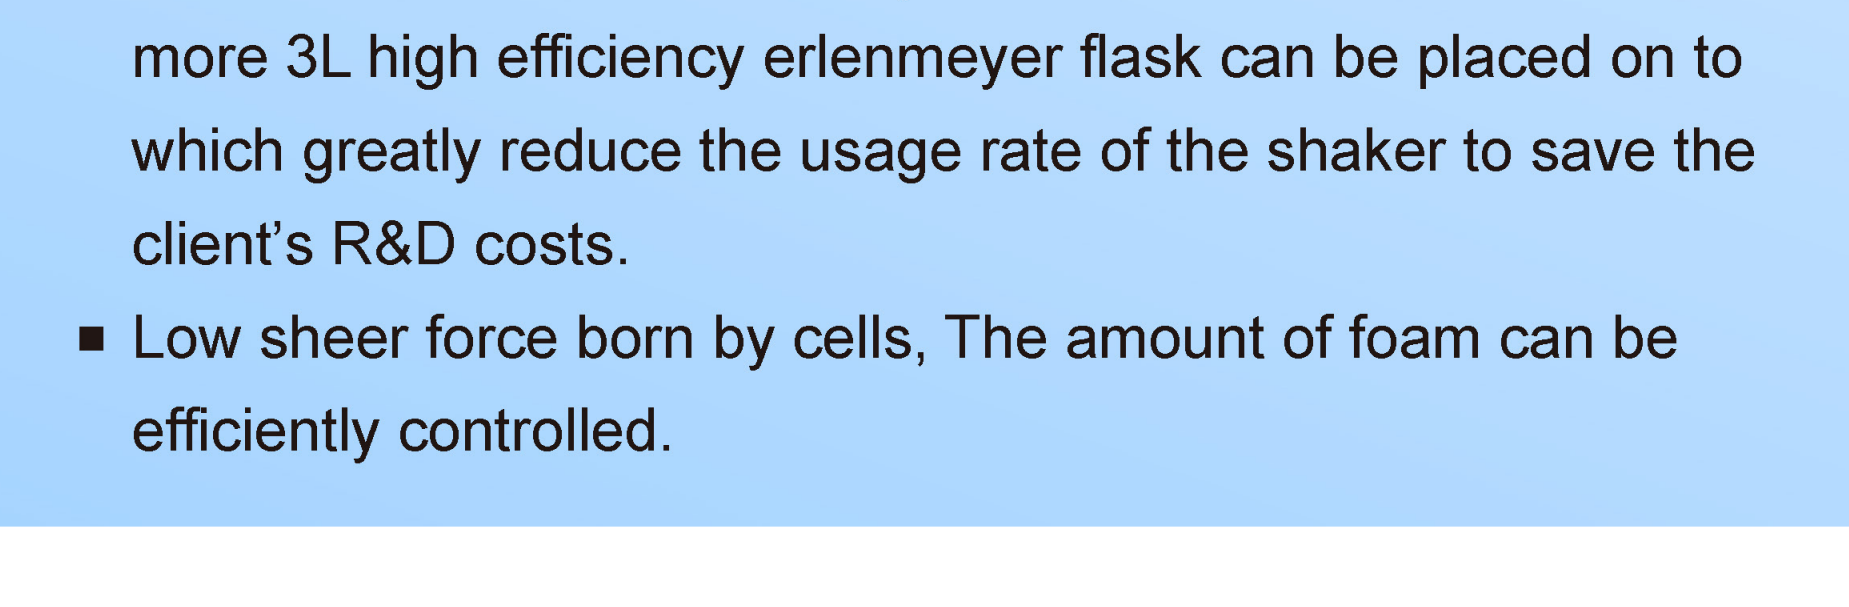 more 3L high efficiency erlenmeyer flask can be placed on to
which greatly reduce the usage rate of the shaker to save the
client’s R&D costs.
■ Low sheer force born by cells, The amount of foam can be
efficiently controlled.